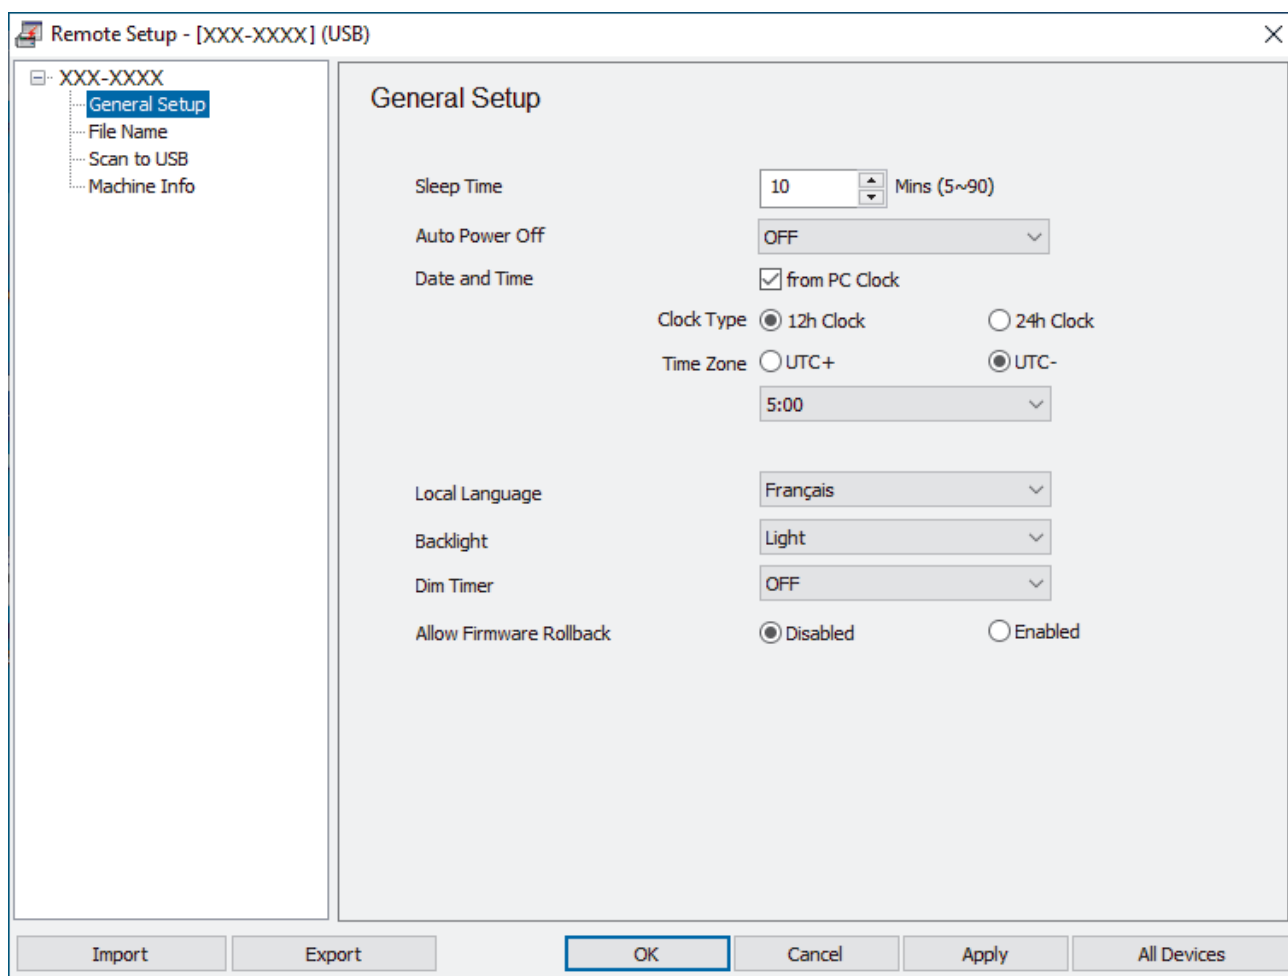 Remote Setup - [XXX-XXXX] (USB)
XXX-XXXX
General Setup
File Name
Scan to USB
Machine Info
General Setup
Sleep Time 10 Mins (5~90)
Auto Power Off OFF
Date and Time from PC Clock
Clock Type 12h Clock 24h Clock
Time Zone UTC+ UTC-
5:00
Local Language Français
Backlight Light
Dim Timer OFF
Allow Firmware Rollback Disabled Enabled
Import Export OK Cancel Apply All Devices